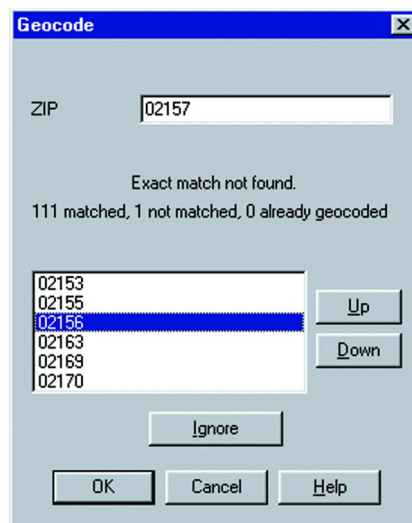 Geocode
ZIP 02157
Exact match not found.
111 matched, 1 not matched, 0 already geocoded
02153
02155
02156
02163
02169
02170
Up
Down
Ignore
OK Cancel Help